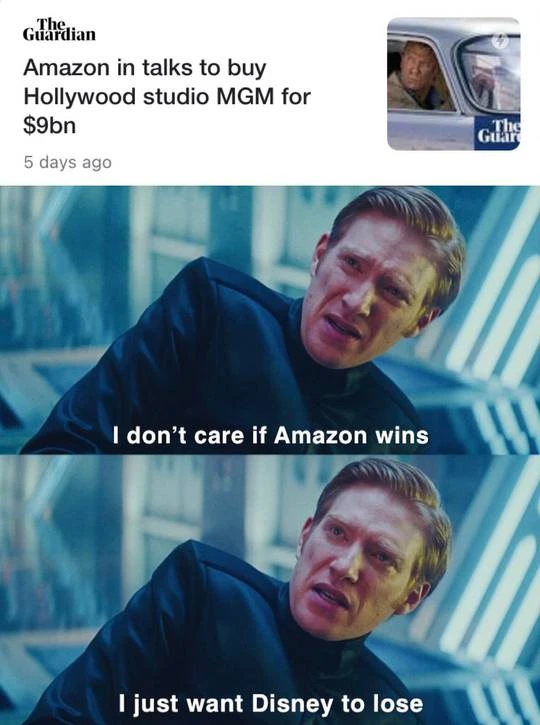 The
Guardian
Amazon in talks to buy
Hollywood studio MGM for
$9bn
The
Guar
5 days ago
I don't care if Amazon wins
I just want Disney to lose